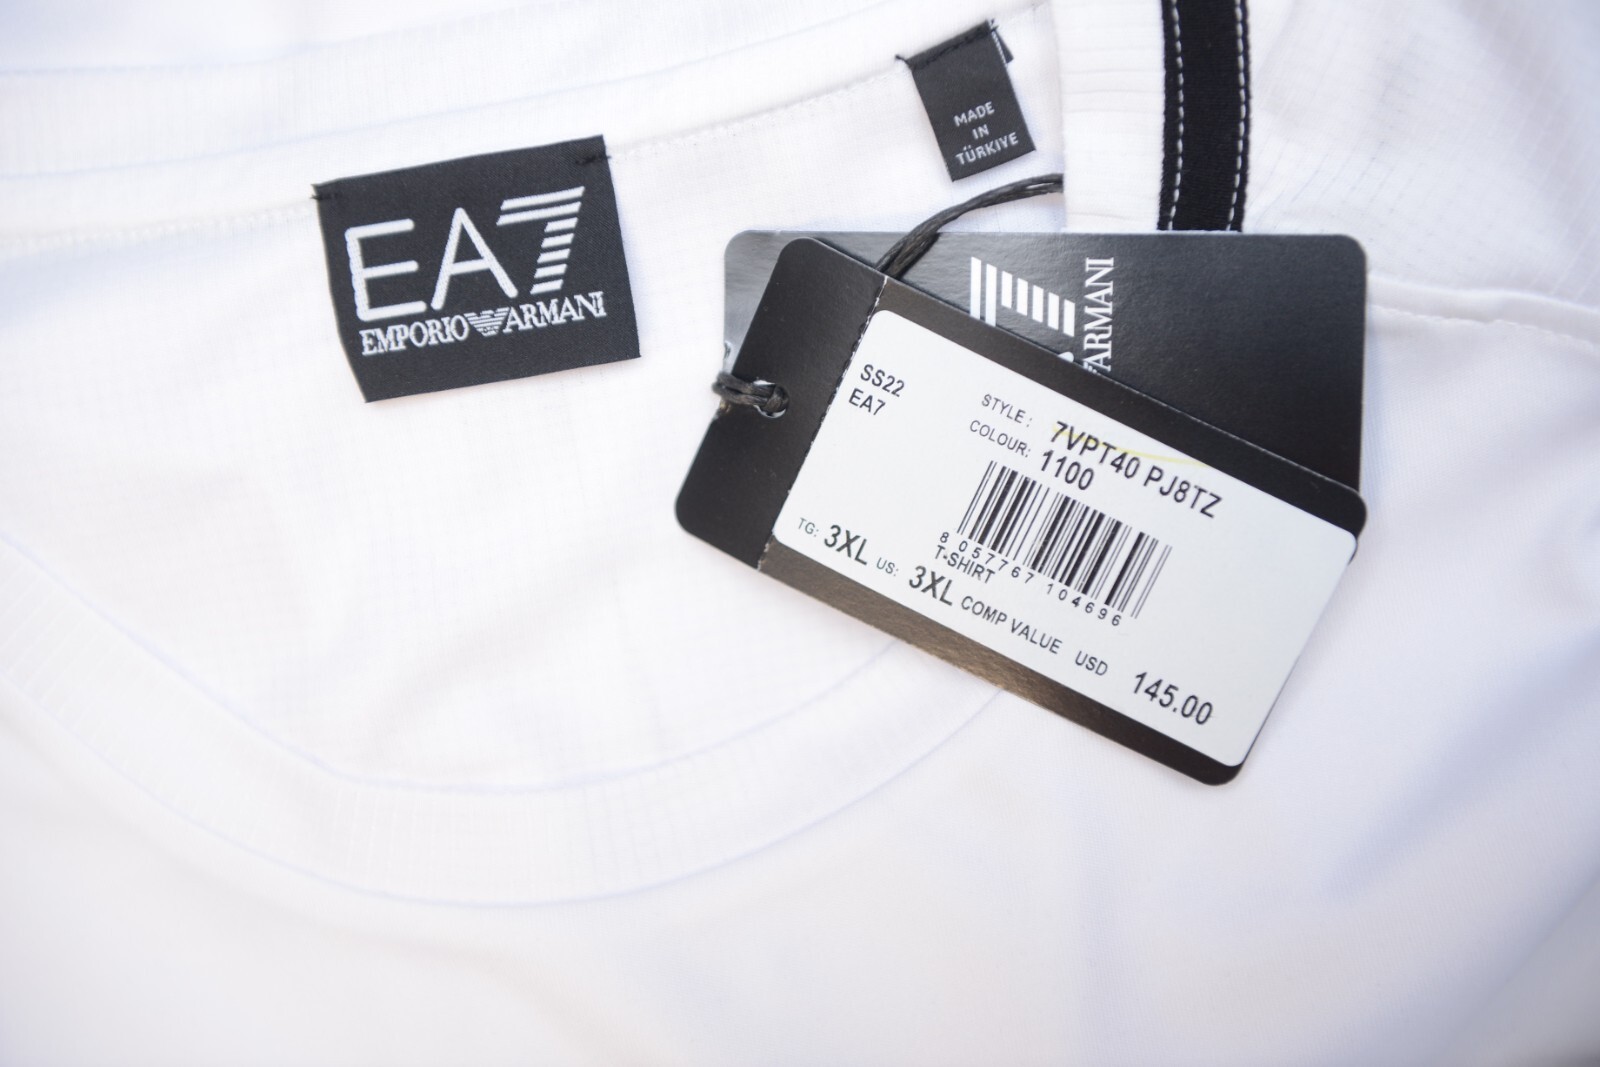 EA7
EMPORIO ARMANI
MADE
IN
TÜRKIYE
7
ARMANI
SS22
EA7
STYLE: 7VPT40 PJ8TZ
COLOUR: 1100
8 057767 104696
T-SHIRT
TG: 3XL US: 3XL COMP VALUE USD 145.00